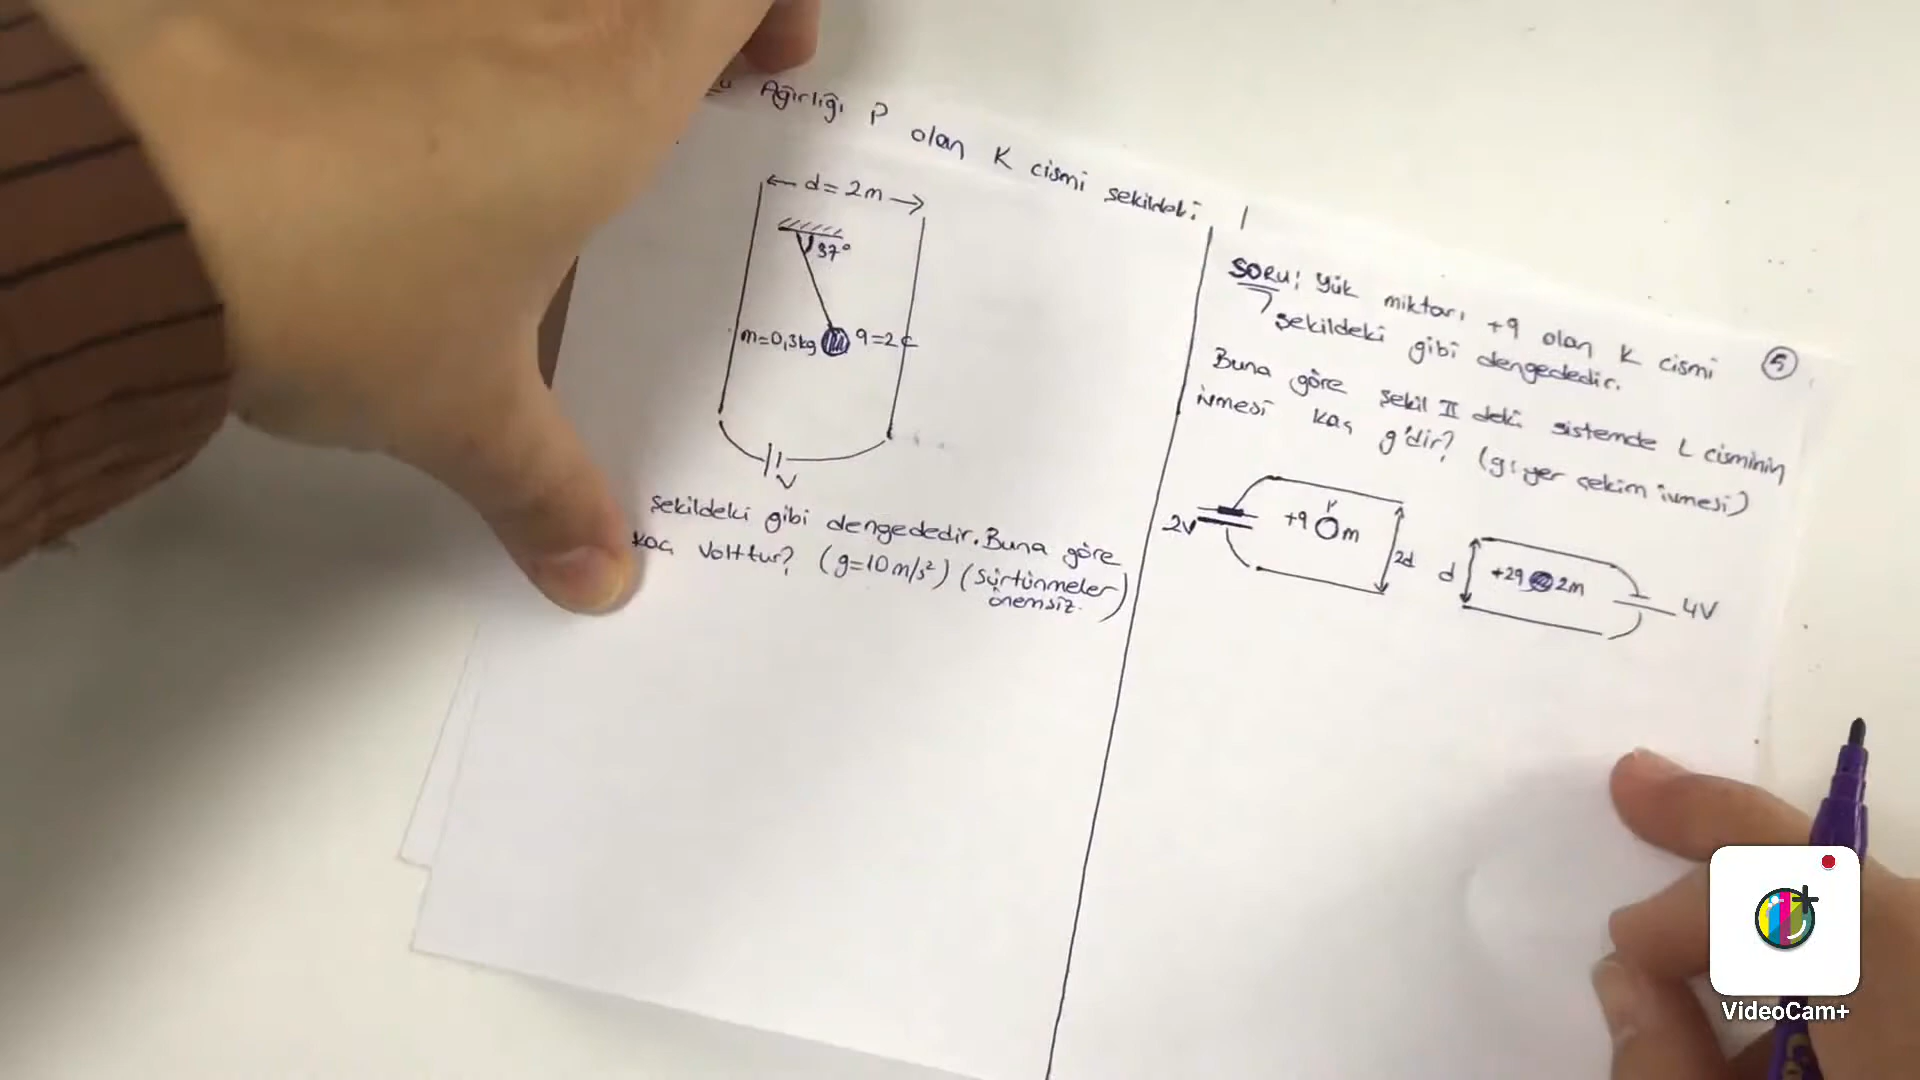 Ağırlığı P olan K cismi şekildeki
d = 2m
37°
m=0,3kg
q=2C
V
Şekildeki gibi dengededir. Buna göre
kaç Volttur? (g=10m/s²) (Sürtünmeler
önemsiz.)
SORU: Yük miktarı +q olan K cismi
şekildeki gibi dengededir.
5
Buna göre Şekil II deki sistemde L cisminin
ivmesi kaç g'dir? (g: yer çekim ivmesi)
2V
+q
K
m
2d
d
+2q
2m
4V
VideoCam+